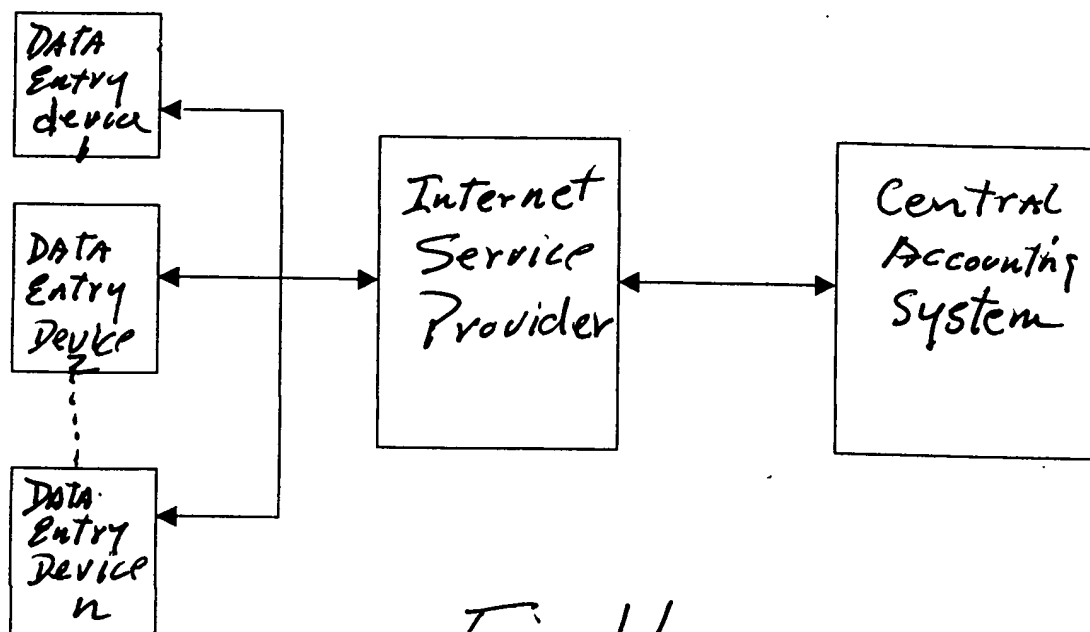 DATA
Entry
device
1
DATA
Entry
Device
2
DATA
Entry
Device
n
Internet
Service
Provider
Central
Accounting
System